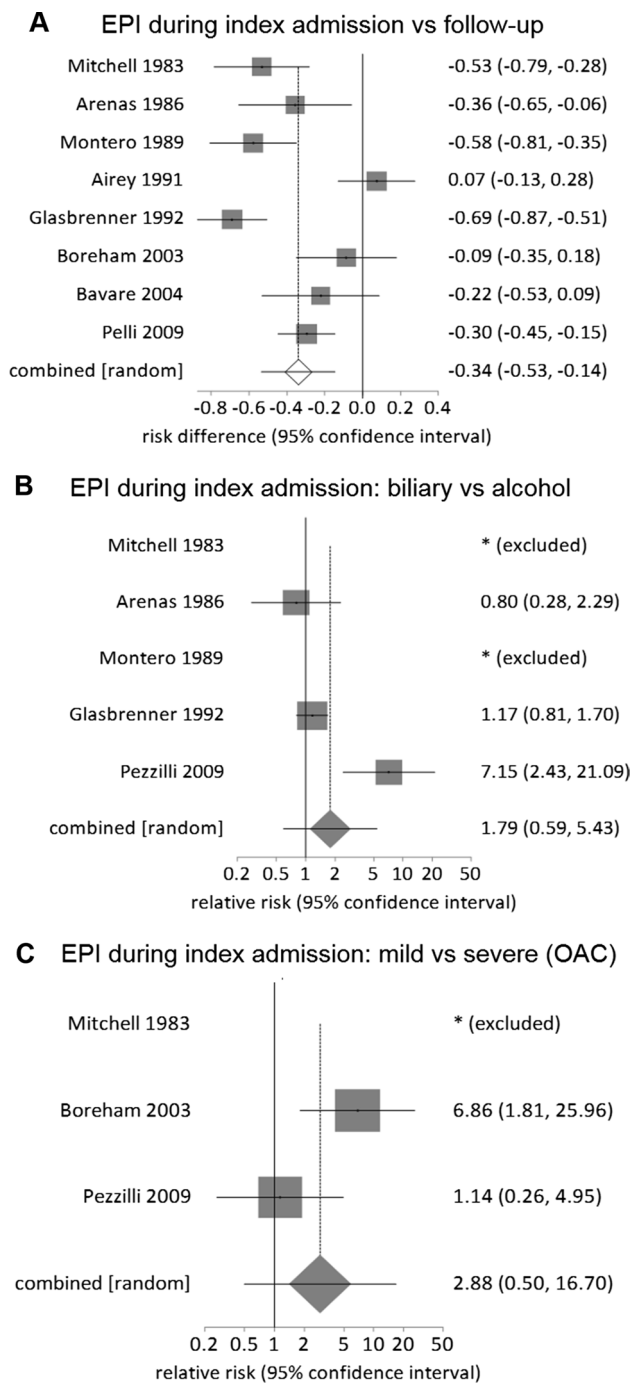 A EPI during index admission vs follow-up
Mitchell 1983 -0.53 (-0.79, -0.28)
Arenas 1986 -0.36 (-0.65, -0.06)
Montero 1989 -0.58 (-0.81, -0.35)
Airey 1991 0.07 (-0.13, 0.28)
Glasbrenner 1992 -0.69 (-0.87, -0.51)
Boreham 2003 -0.09 (-0.35, 0.18)
Bavare 2004 -0.22 (-0.53, 0.09)
Pelli 2009 -0.30 (-0.45, -0.15)
combined [random] -0.34 (-0.53, -0.14)
-0.8 -0.6 -0.4 -0.2 0.0 0.2 0.4
risk difference (95% confidence interval)
B EPI during index admission: biliary vs alcohol
Mitchell 1983 * (excluded)
Arenas 1986 0.80 (0.28, 2.29)
Montero 1989 * (excluded)
Glasbrenner 1992 1.17 (0.81, 1.70)
Pezzilli 2009 7.15 (2.43, 21.09)
combined [random] 1.79 (0.59, 5.43)
0.2 0.5 1 2 5 10 20 50
relative risk (95% confidence interval)
C EPI during index admission: mild vs severe (OAC)
Mitchell 1983 * (excluded)
Boreham 2003 6.86 (1.81, 25.96)
Pezzilli 2009 1.14 (0.26, 4.95)
combined [random] 2.88 (0.50, 16.70)
0.2 0.5 1 2 5 10 20 50
relative risk (95% confidence interval)